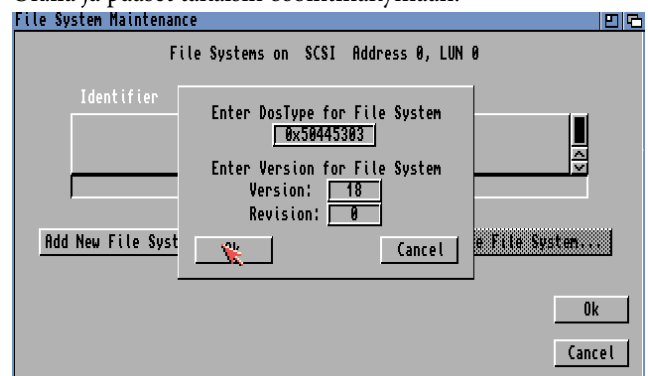 File System Maintenance
File Systems on SCSI Address 0, LUN 0
Identifier
Enter DosType for File System
0x50445303
Enter Version for File System
Version: 18
Revision: 0
Add New File Syst
Ok
Cancel
e File System...
Ok
Cancel